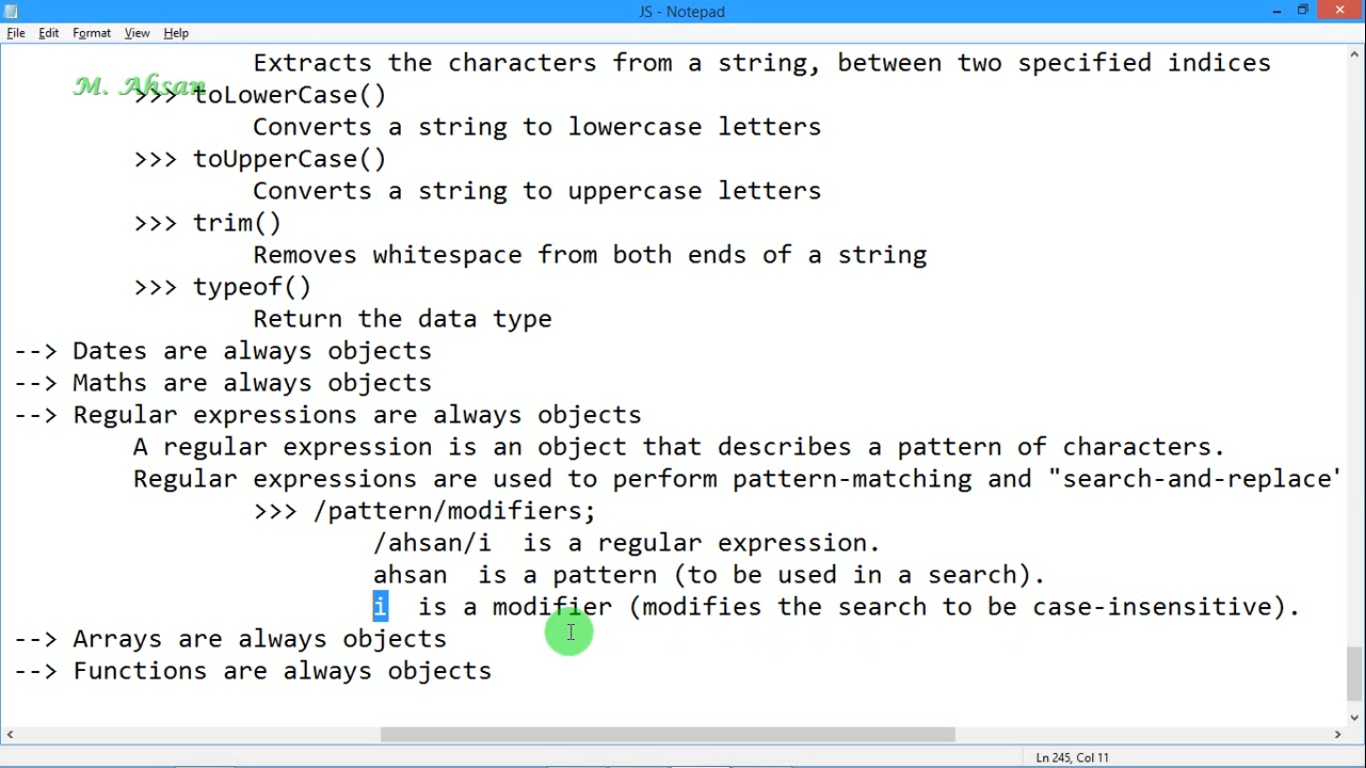 JS - Notepad
File Edit Format View Help
Extracts the characters from a string, between two specified indices
M. Ahsan
>>> toLowerCase()
Converts a string to lowercase letters
>>> toUpperCase()
Converts a string to uppercase letters
>>> trim()
Removes whitespace from both ends of a string
>>> typeof()
Return the data type
--> Dates are always objects
--> Maths are always objects
--> Regular expressions are always objects
A regular expression is an object that describes a pattern of characters.
Regular expressions are used to perform pattern-matching and "search-and-replace'
>>> /pattern/modifiers;
/ahsan/i is a regular expression.
ahsan is a pattern (to be used in a search).
i is a modifier (modifies the search to be case-insensitive).
--> Arrays are always objects
--> Functions are always objects
Ln 245, Col 11